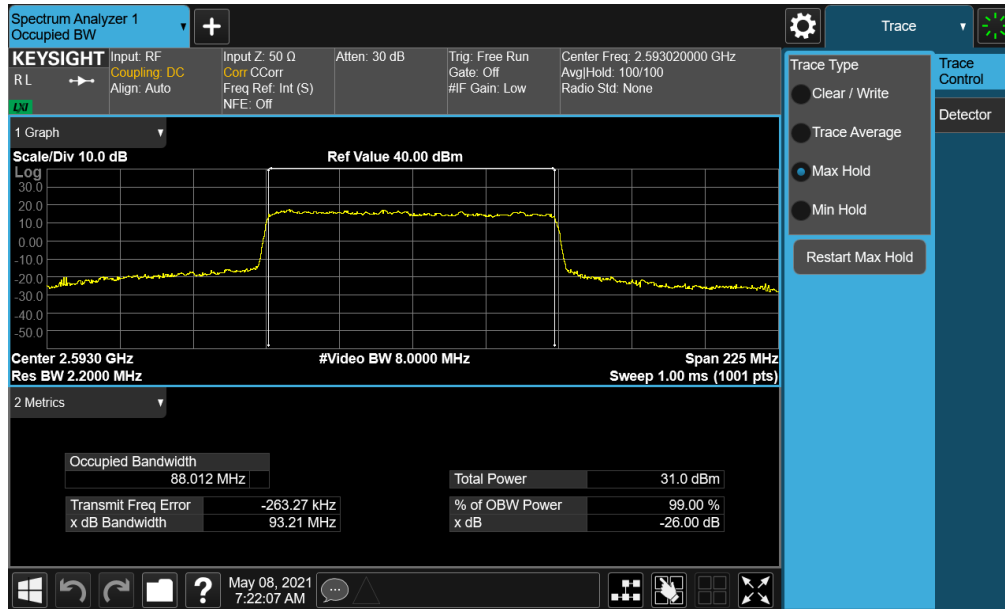 Spectrum Analyzer 1
Occupied BW
+
Trace
KEYSIGHT
R L
LXI
Input: RF
Coupling: DC
Align: Auto
Input Z: 50 Ω
Corr CCorr
Freq Ref: Int (S)
NFE: Off
Atten: 30 dB
Trig: Free Run
Gate: Off
#IF Gain: Low
Center Freq: 2.593020000 GHz
Avg|Hold: 100/100
Radio Std: None
1 Graph
Scale/Div 10.0 dB
Ref Value 40.00 dBm
Log
30.0
20.0
10.0
0.00
-10.0
-20.0
-30.0
-40.0
-50.0
Center 2.5930 GHz
#Video BW 8.0000 MHz
Span 225 MHz
Res BW 2.2000 MHz
Sweep 1.00 ms (1001 pts)
2 Metrics
Occupied Bandwidth
88.012 MHz
Total Power 31.0 dBm
Transmit Freq Error -263.27 kHz
% of OBW Power 99.00 %
x dB Bandwidth 93.21 MHz
x dB -26.00 dB
Trace Type
Clear / Write
Trace Average
Max Hold
Min Hold
Restart Max Hold
Trace
Control
Detector
?
May 08, 2021
7:22:07 AM